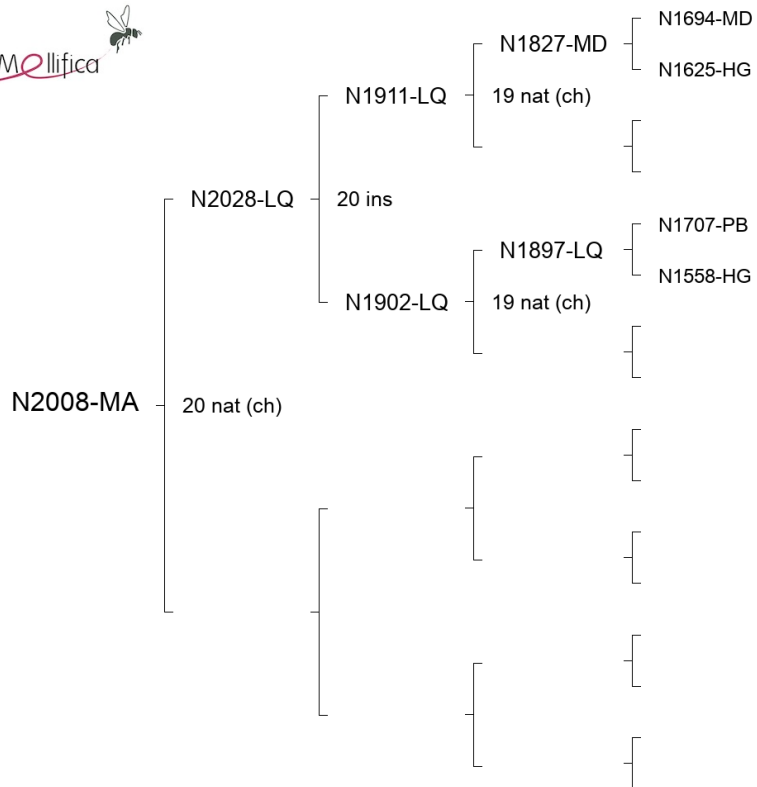 Mellifica
N1694-MD
N1827-MD
N1625-HG
N1911-LQ
19 nat (ch)
N2028-LQ
20 ins
N1707-PB
N1897-LQ
N1558-HG
N1902-LQ
19 nat (ch)
N2008-MA
20 nat (ch)